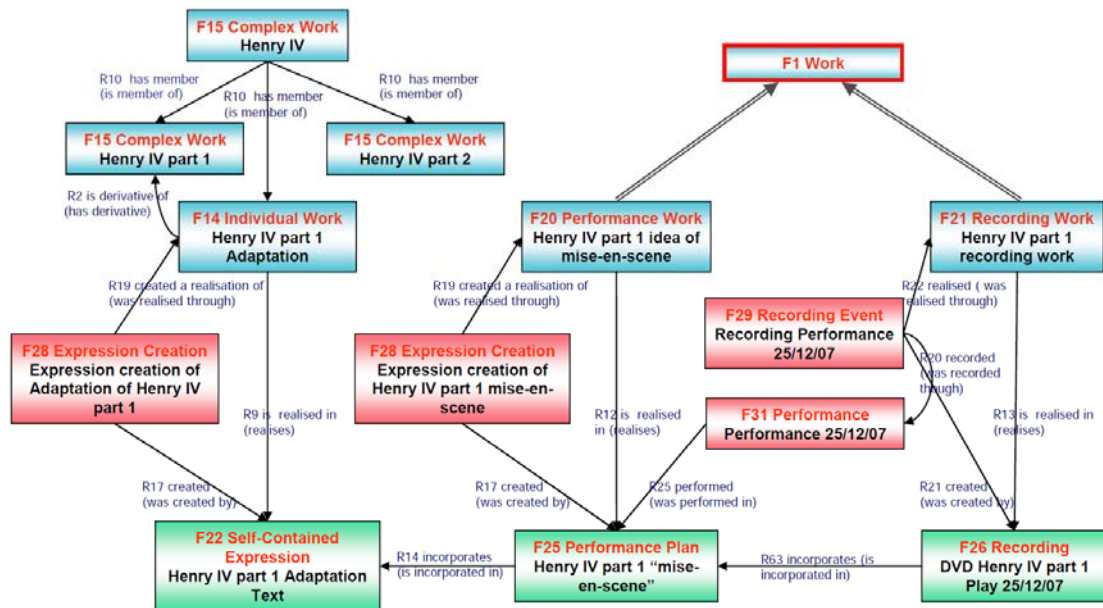 F15 Complex Work
Henry IV
F1 Work
R10 has member
(is member of)
R10 has member
(is member of)
R10 has member
(is member of)
F15 Complex Work
Henry IV part 1
F15 Complex Work
Henry IV part 2
R2 is derivative of
(has derivative)
F14 Individual Work
Henry IV part 1
Adaptation
F20 Performance Work
Henry IV part 1 idea of
mise-en-scene
F21 Recording Work
Henry IV part 1
recording work
R19 created a realisation of
(was realised through)
R19 created a realisation of
(was realised through)
R22 realised ( was
realised through)
F29 Recording Event
Recording Performance
25/12/07
F28 Expression Creation
Expression creation of
Adaptation of Henry IV
part 1
F28 Expression Creation
Expression creation of
Henry IV part 1 mise-en-
scene
R20 recorded
(was recorded
though)
R9 is realised in
(realises)
R12 is realised
in (realises)
F31 Performance
Performance 25/12/07
R13 is realised in
(realises)
R17 created
(was created by)
R17 created
(was created by)
R25 performed
(was performed in)
R21 created
(was created by)
F22 Self-Contained
Expression
Henry IV part 1 Adaptation
Text
R14 incorporates
(is incorporated in)
F25 Performance Plan
Henry IV part 1 “mise-
en-scene”
R63 incorporates (is
incorporated in)
F26 Recording
DVD Henry IV part 1
Play 25/12/07